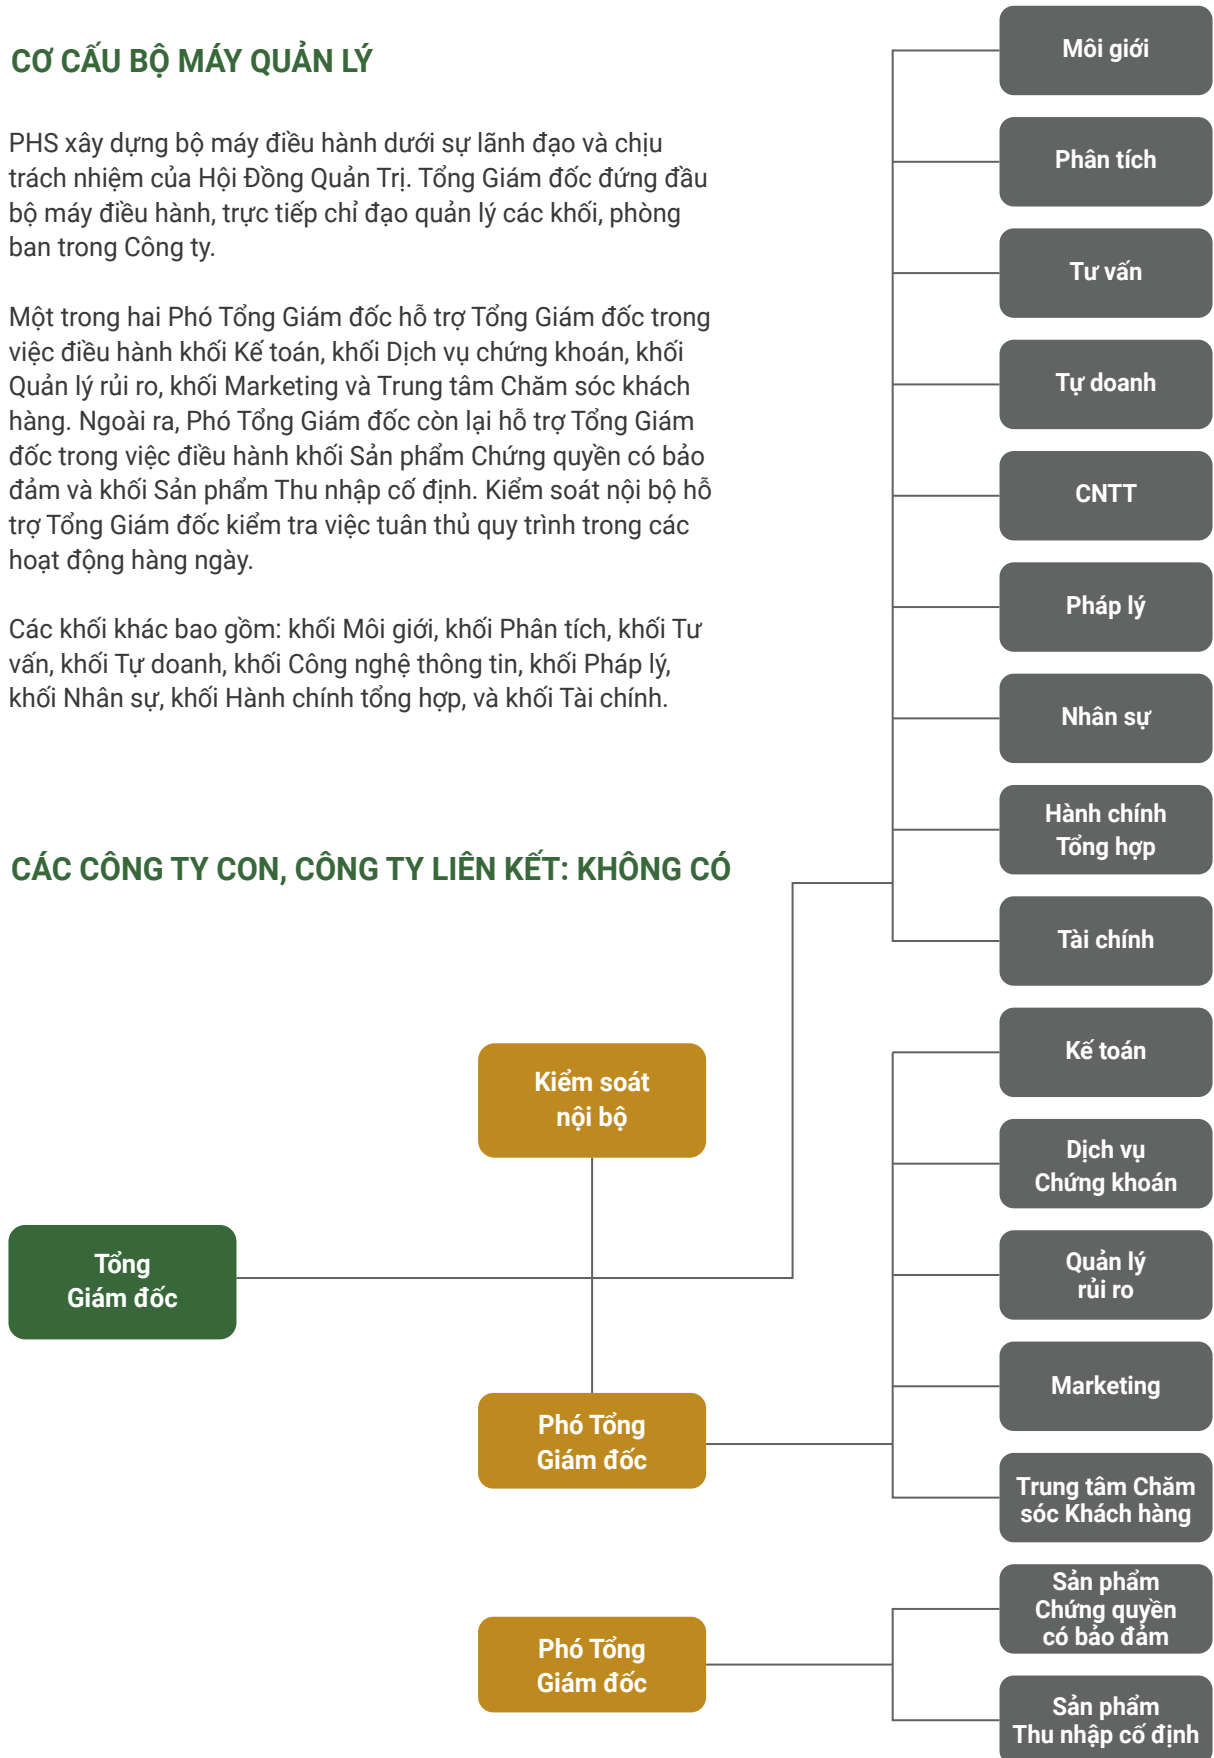 CƠ CẤU BỘ MÁY QUẢN LÝ
PHS xây dựng bộ máy điều hành dưới sự lãnh đạo và chịu
trách nhiệm của Hội Đồng Quản Trị. Tổng Giám đốc đứng đầu
bộ máy điều hành, trực tiếp chỉ đạo quản lý các khối, phòng
ban trong Công ty.
Một trong hai Phó Tổng Giám đốc hỗ trợ Tổng Giám đốc trong
việc điều hành khối Kế toán, khối Dịch vụ chứng khoán, khối
Quản lý rủi ro, khối Marketing và Trung tâm Chăm sóc khách
hàng. Ngoài ra, Phó Tổng Giám đốc còn lại hỗ trợ Tổng Giám
đốc trong việc điều hành khối Sản phẩm Chứng quyền có bảo
đảm và khối Sản phẩm Thu nhập cố định. Kiểm soát nội bộ hỗ
trợ Tổng Giám đốc kiểm tra việc tuân thủ quy trình trong các
hoạt động hàng ngày.
Các khối khác bao gồm: khối Môi giới, khối Phân tích, khối Tư
vấn, khối Tự doanh, khối Công nghệ thông tin, khối Pháp lý,
khối Nhân sự, khối Hành chính tổng hợp, và khối Tài chính.
CÁC CÔNG TY CON, CÔNG TY LIÊN KẾT: KHÔNG CÓ
Tổng
Giám đốc
Kiểm soát
nội bộ
Phó Tổng
Giám đốc
Phó Tổng
Giám đốc
Môi giới
Phân tích
Tư vấn
Tự doanh
CNTT
Pháp lý
Nhân sự
Hành chính
Tổng hợp
Tài chính
Kế toán
Dịch vụ
Chứng khoán
Quản lý
rủi ro
Marketing
Trung tâm Chăm
sóc Khách hàng
Sản phẩm
Chứng quyền
có bảo đảm
Sản phẩm
Thu nhập cố định